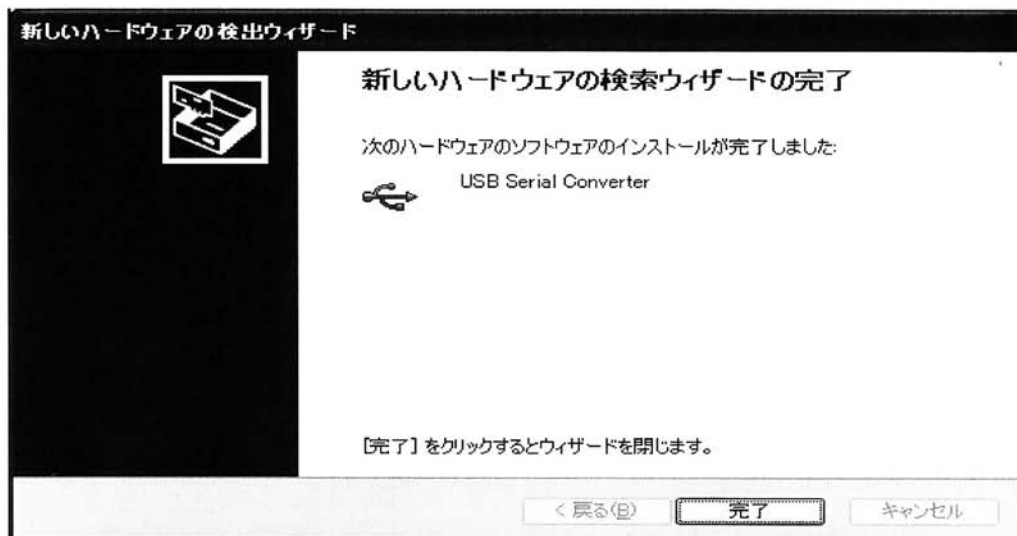 新しいハードウェアの検出ウィザード
新しいハードウェアの検索ウィザードの完了
次のハードウェアのソフトウェアのインストールが完了しました:
USB Serial Converter
[完了] をクリックするとウィザードを閉じます。
< 戻る(B)
完了
キャンセル